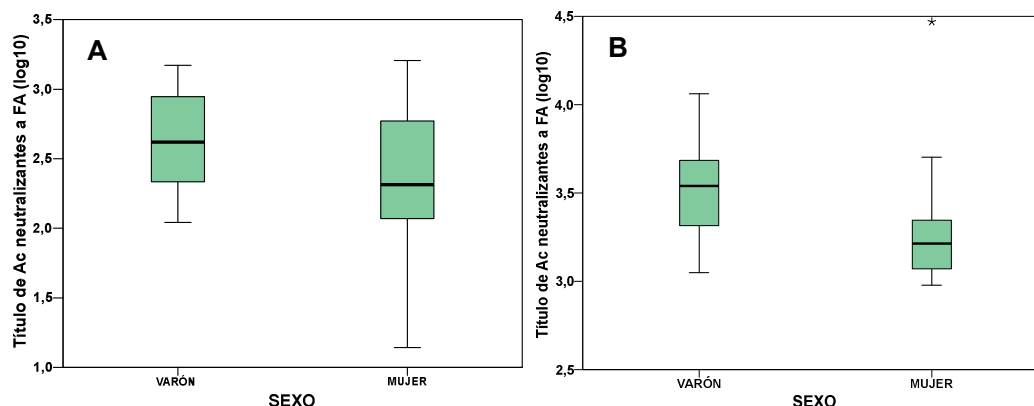 A
Título de Ac neutralizantes a FA (log10)
3,5
3,0
2,5
2,0
1,5
1,0
VARÓN MUJER
SEXO
B
Título de Ac neutralizantes a FA (log10)
4,5
4,0
3,5
3,0
2,5
*
VARÓN MUJER
SEXO